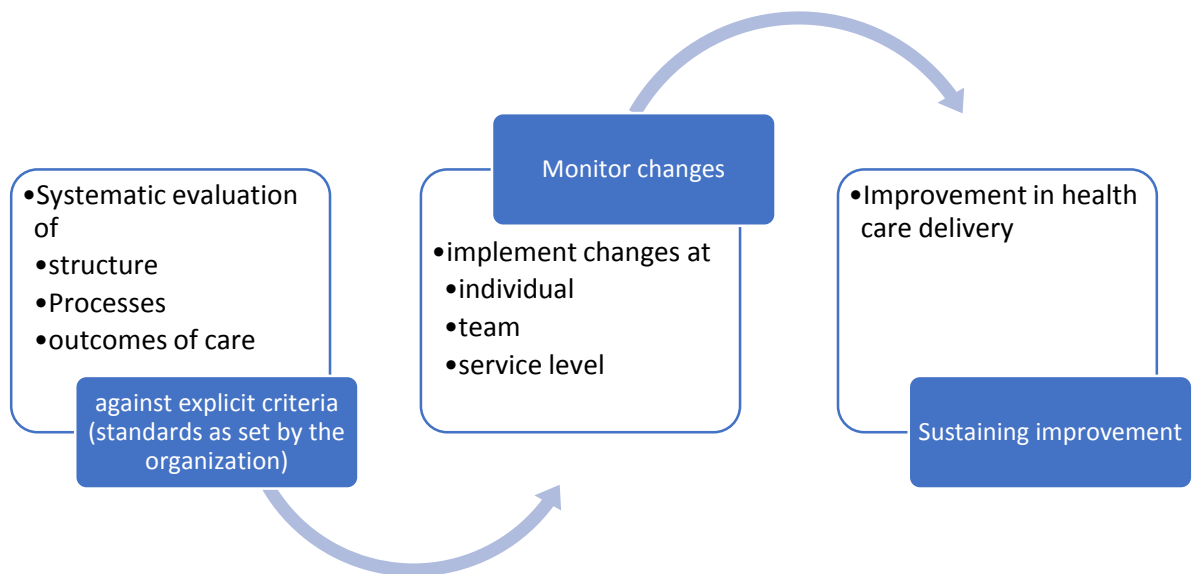 •Systematic evaluation
of
•structure
•Processes
•outcomes of care
against explicit criteria
(standards as set by the
organization)
Monitor changes
•implement changes at
•individual
•team
•service level
•Improvement in health
care delivery
Sustaining improvement